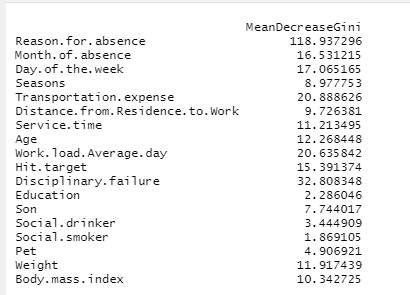 MeanDecreaseGini
Reason.for.absence 118.937296
Month.of.absence 16.531215
Day.of.the.week 17.065165
Seasons 8.977753
Transportation.expense 20.888626
Distance.from.Residence.to.Work 9.726381
Service.time 11.213495
Age 12.268448
Work.load.Average.day 20.635842
Hit.target 15.391374
Disciplinary.failure 32.808348
Education 2.286046
Son 7.744017
Social.drinker 3.444909
Social.smoker 1.869105
Pet 4.906921
Weight 11.917439
Body.mass.index 10.342725